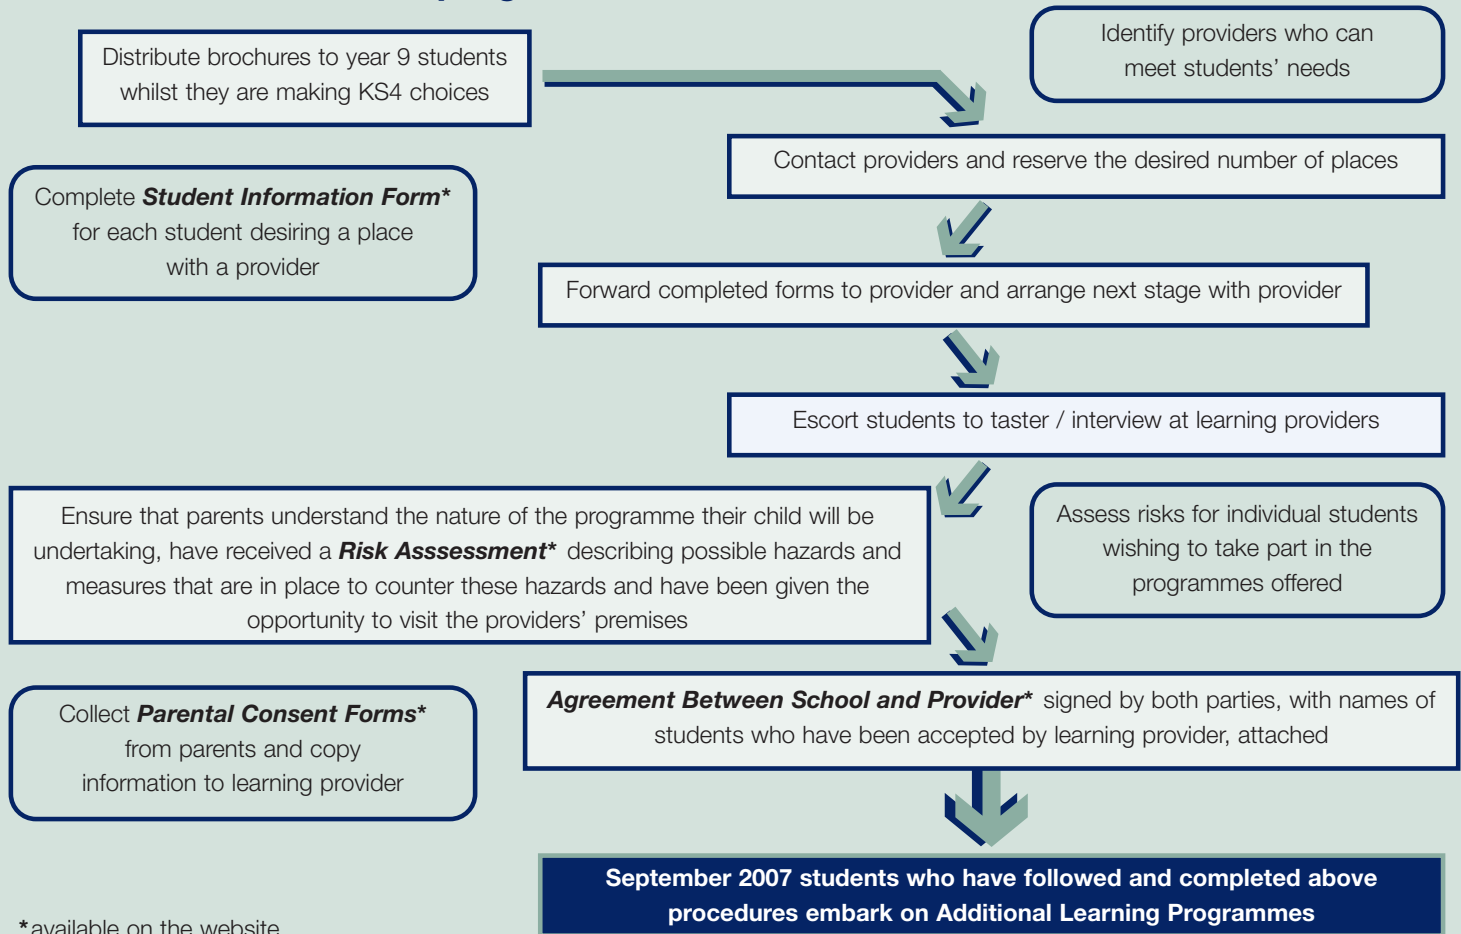 Distribute brochures to year 9 students
whilst they are making KS4 choices
Identify providers who can
meet students' needs
Contact providers and reserve the desired number of places
Complete Student Information Form*
for each student desiring a place
with a provider
Forward completed forms to provider and arrange next stage with provider
Escort students to taster / interview at learning providers
Ensure that parents understand the nature of the programme their child will be
undertaking, have received a Risk Asssessment* describing possible hazards and
measures that are in place to counter these hazards and have been given the
opportunity to visit the providers' premises
Assess risks for individual students
wishing to take part in the
programmes offered
Agreement Between School and Provider* signed by both parties, with names of
students who have been accepted by learning provider, attached
Collect Parental Consent Forms*
from parents and copy
information to learning provider
September 2007 students who have followed and completed above
procedures embark on Additional Learning Programmes
*available on the website